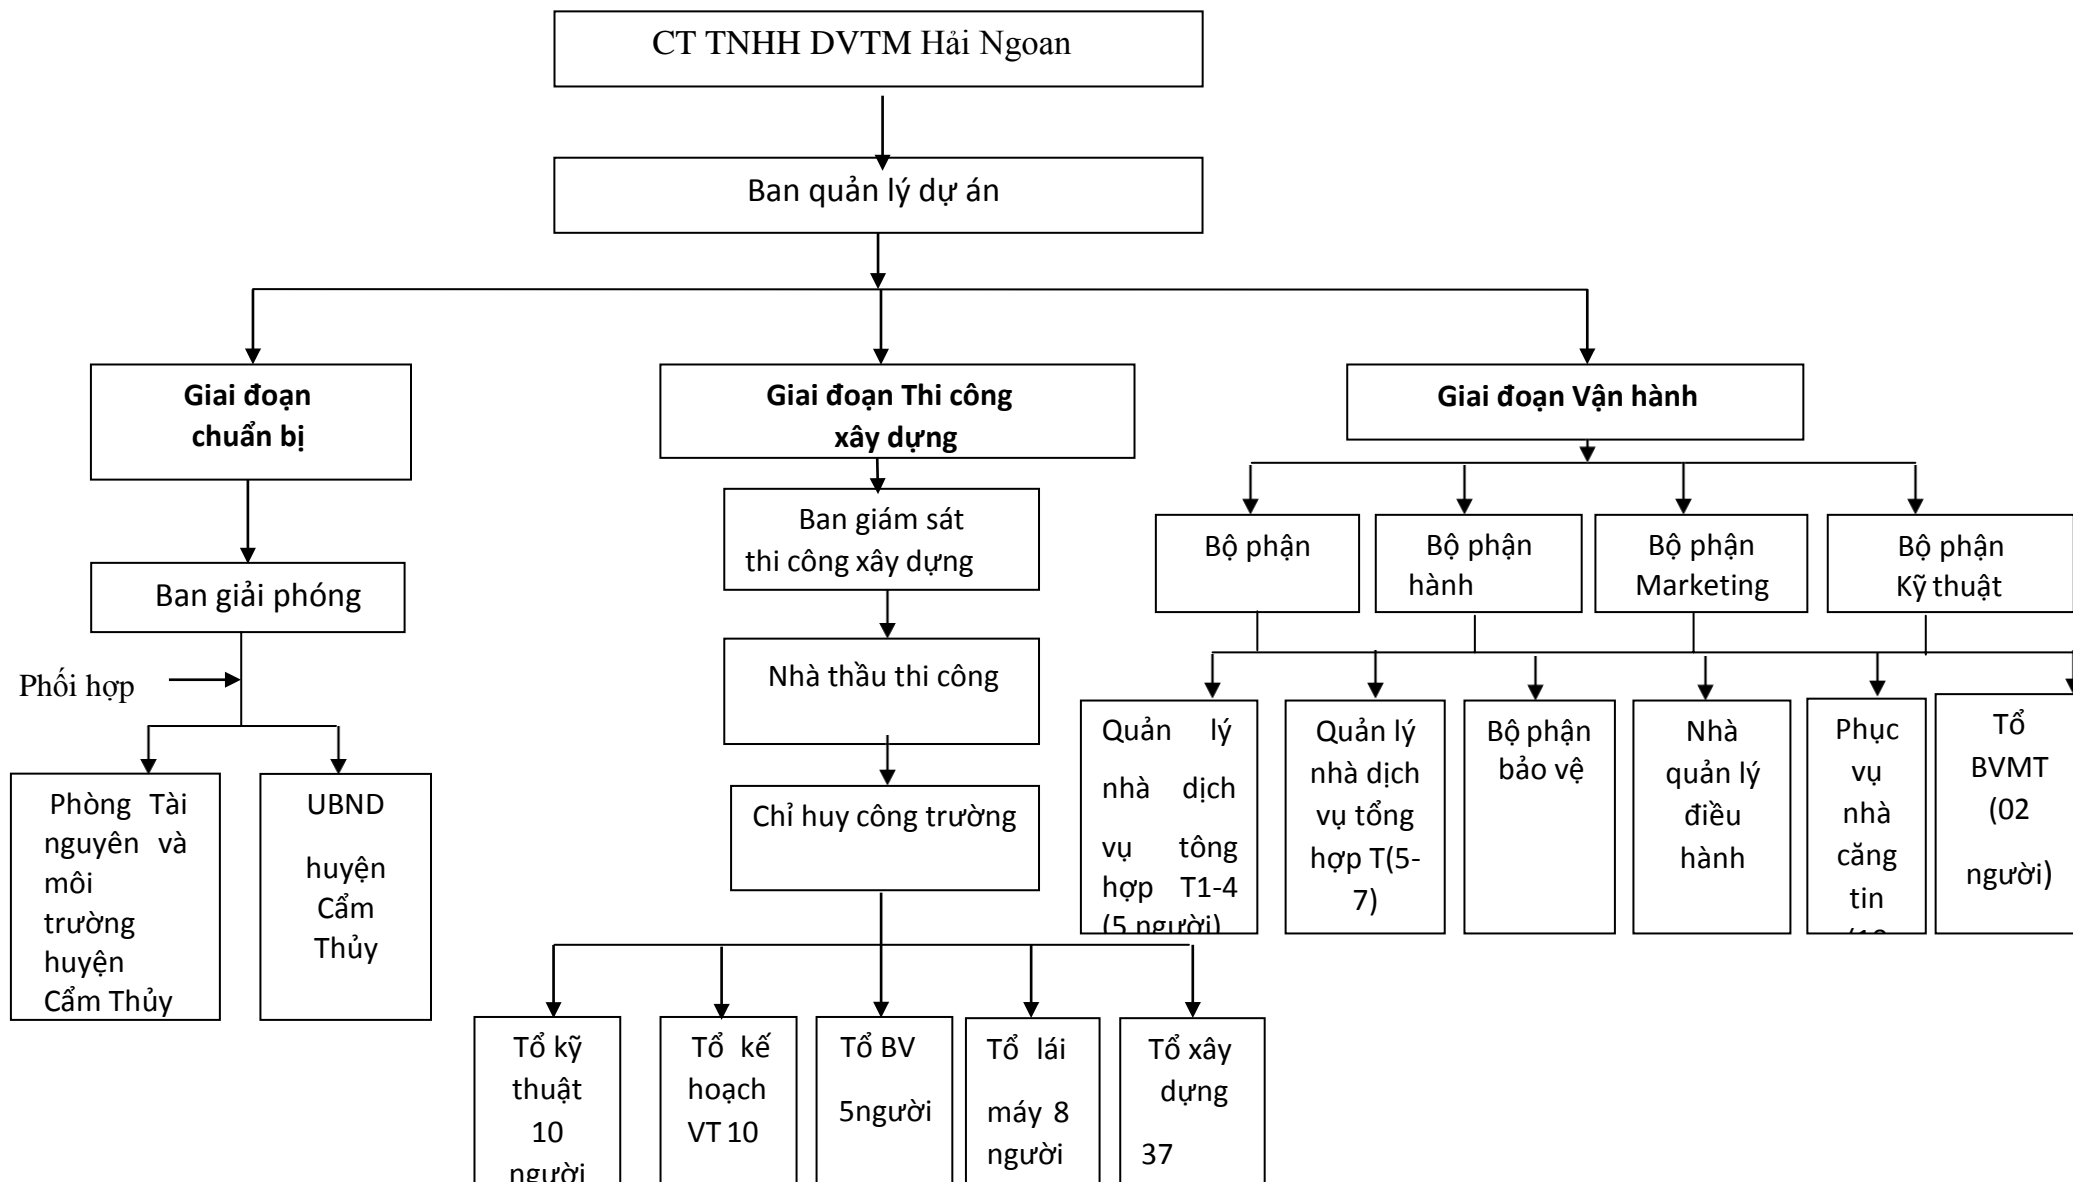 CT TNHH DVTM Hải Ngoan
Ban quản lý dự án
Giai đoạn
chuẩn bị
Giai đoạn Thi công
xây dựng
Giai đoạn Vận hành
Ban giải phóng
Phối hợp
Phòng Tài
nguyên và
môi
trường
huyện
Cẩm Thủy
UBND
huyện
Cẩm
Thủy
Ban giám sát
thi công xây dựng
Nhà thầu thi công
Chỉ huy công trường
Tổ kỹ
thuật
10
người
Tổ kế
hoạch
VT 10
Tổ BV
5người
Tổ lái
máy 8
người
Tổ xây
dựng
37
Bộ phận
Bộ phận
hành
Bộ phận
Marketing
Bộ phận
Kỹ thuật
Quản lý
nhà dịch
vụ tông
hợp T1-4
(5 người)
Quản lý
nhà dịch
vụ tổng
hợp T(5-
7)
Bộ phận
bảo vệ
Nhà
quản lý
điều
hành
Phục
vụ
nhà
căng
tin
Tổ
BVMT
(02
người)